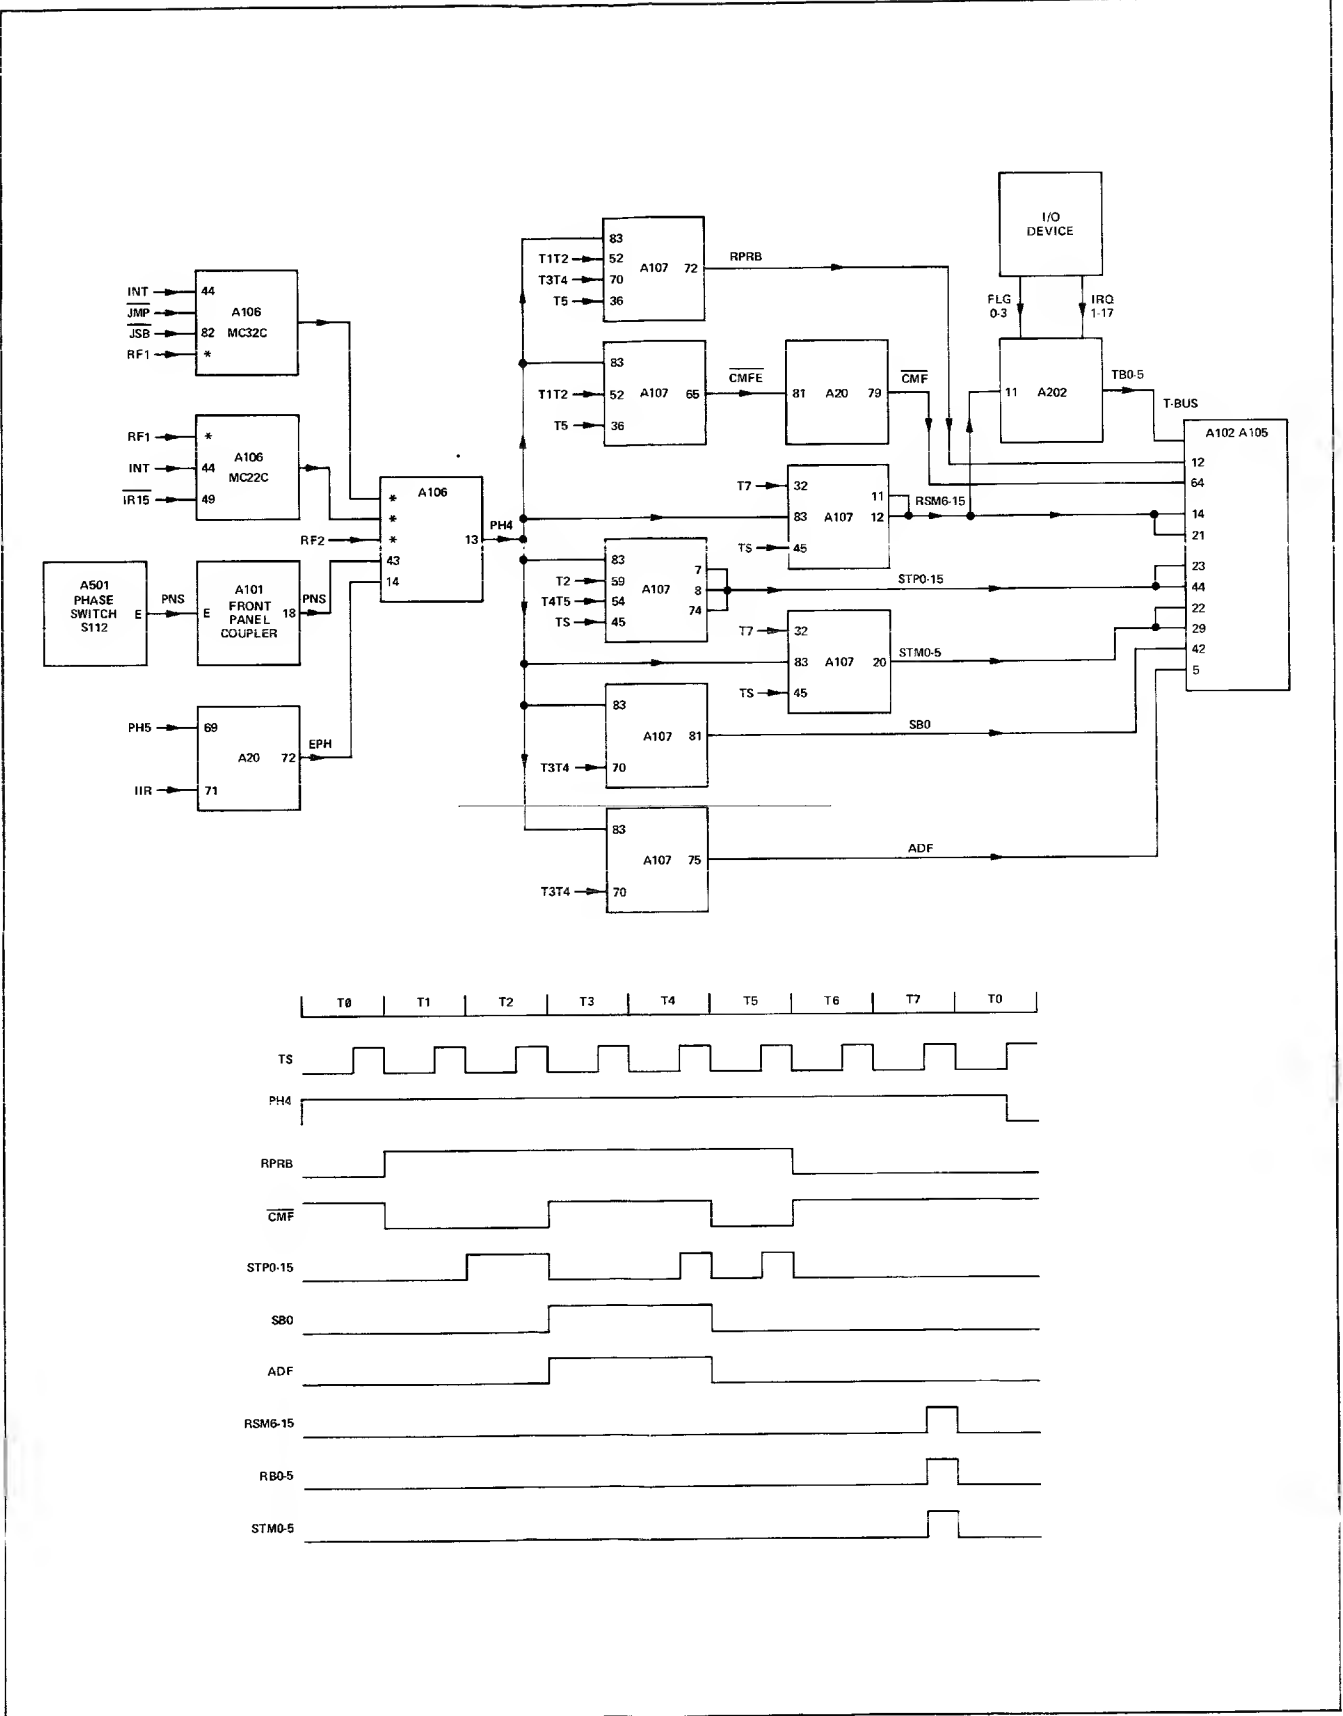 I/O
DEVICE
FLG
0-3
IRQ
1-17
11 A202
TB0-5
T-BUS
INT
JMP
JSB
RF1
44
82
*
A106
MC32C
RF1
INT
IR15
*
44
49
A106
MC22C
A501
PHASE
SWITCH
S112
E
PNS
E
A101
FRONT
PANEL
COUPLER
18
PNS
PH5
IIR
69
71
A20 72
EPH
RF2
*
*
*
43
14
A106
13
PH4
T1T2
T3T4
T5
83
52
70
36
A107 72
RPRB
T1T2
T5
83
52
36
A107 65
CMFE
81 A20 79
CMF
T7
TS
32
83
45
A107
11
12
RSM6-15
T2
T4T5
TS
83
59
54
45
A107
7
8
74
STP0-15
T7
TS
32
83
45
A107 20
STM0-5
T3T4
83
70
A107 81
SB0
T3T4
83
70
A107 75
ADF
A102 A105
12
64
14
21
23
44
22
29
42
5
T0 T1 T2 T3 T4 T5 T6 T7 T0
TS
PH4
RPRB
CMF
STP0-15
SB0
ADF
RSM6-15
RB0-5
STM0-5